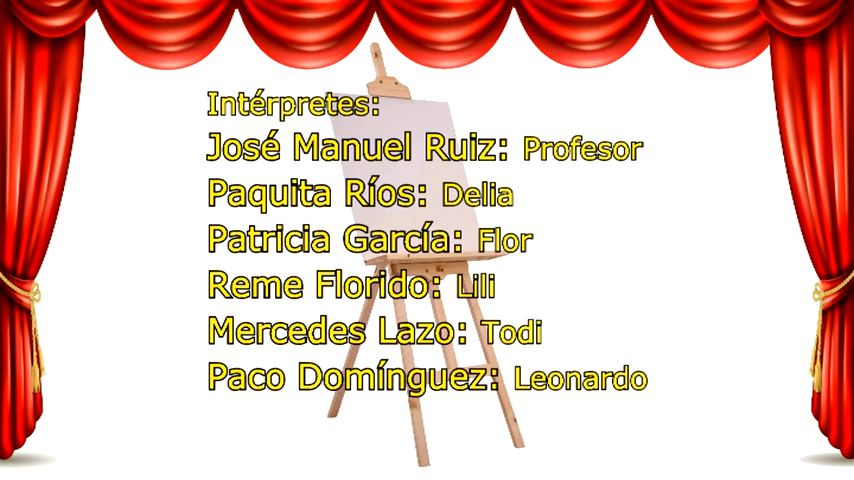 Intérpretes:
José Manuel Ruiz: Profesor
Paquita Ríos: Delia
Patricia García: Flor
Reme Florido: Lili
Mercedes Lazo: Todi
Paco Domínguez: Leonardo